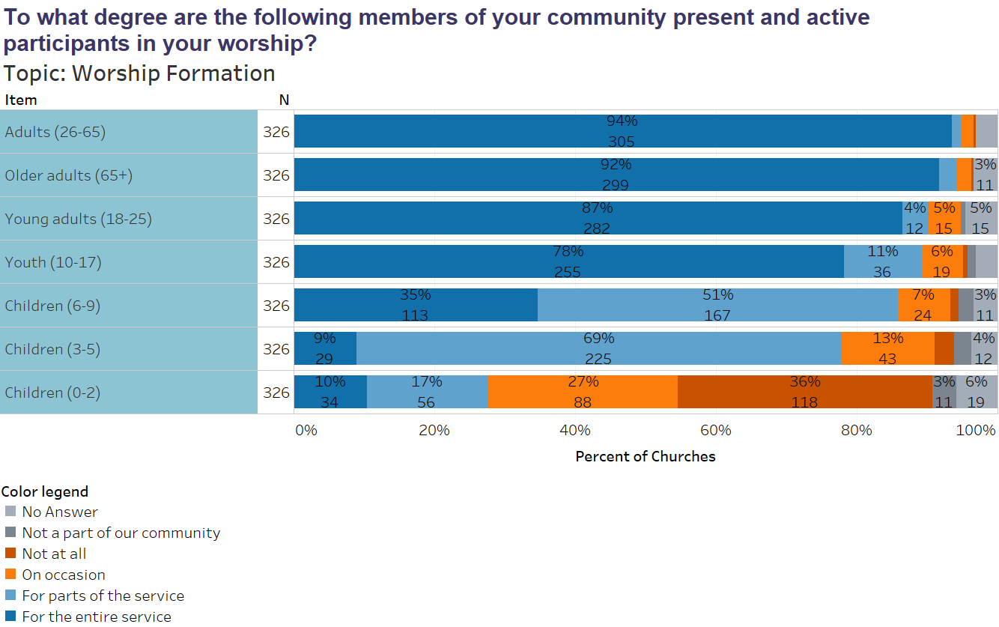 To what degree are the following members of your community present and active
participants in your worship?
Topic: Worship Formation
Item N
Adults (26-65) 326 94%
305
Older adults (65+) 326 92% 3%
299 11
Young adults (18-25) 326 87% 4% 5% 5%
282 12 15 15
Youth (10-17) 326 78% 11% 6%
255 36 19
Children (6-9) 326 35% 51% 7% 3%
113 167 24 11
Children (3-5) 326 9% 69% 13% 4%
29 225 43 12
Children (0-2) 326 10% 17% 27% 36% 3% 6%
34 56 88 118 11 19
0% 20% 40% 60% 80% 100%
Percent of Churches
Color legend
No Answer
Not a part of our community
Not at all
On occasion
For parts of the service
For the entire service